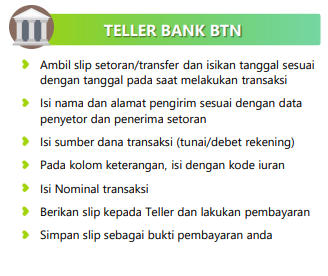 TELLER BANK BTN
Ambil slip setoran/transfer dan isikan tanggal sesuai
dengan tanggal pada saat melakukan transaksi
Isi nama dan alamat pengirim sesuai dengan data
penyetor dan penerima setoran
Isi sumber dana transaksi (tunai/debet rekening)
Pada kolom keterangan, isi dengan kode iuran
Isi Nominal transaksi
Berikan slip kepada Teller dan lakukan pembayaran
Simpan slip sebagai bukti pembayaran anda